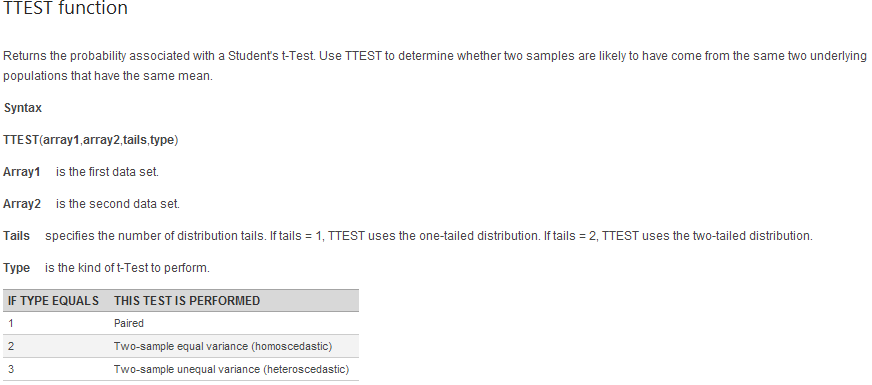 TTEST function
Returns the probability associated with a Student's t-Test. Use TTEST to determine whether two samples are likely to have come from the same two underlying
populations that have the same mean.
Syntax
TTEST(array1,array2,tails,type)
Array1 is the first data set.
Array2 is the second data set.
Tails specifies the number of distribution tails. If tails = 1, TTEST uses the one-tailed distribution. If tails = 2, TTEST uses the two-tailed distribution.
Type is the kind of t-Test to perform.
IF TYPE EQUALS THIS TEST IS PERFORMED
1 Paired
2 Two-sample equal variance (homoscedastic)
3 Two-sample unequal variance (heteroscedastic)